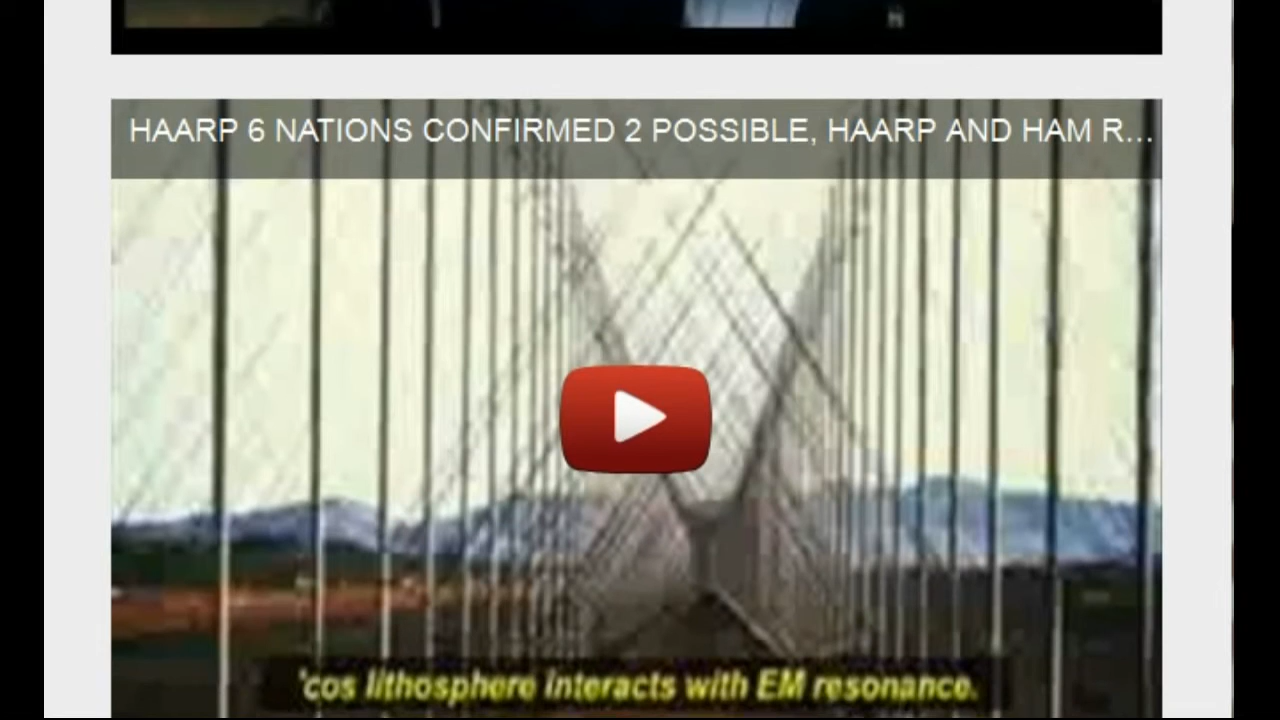 HAARP 6 NATIONS CONFIRMED 2 POSSIBLE, HAARP AND HAM R...
'cos lithosphere interacts with EM resonance.